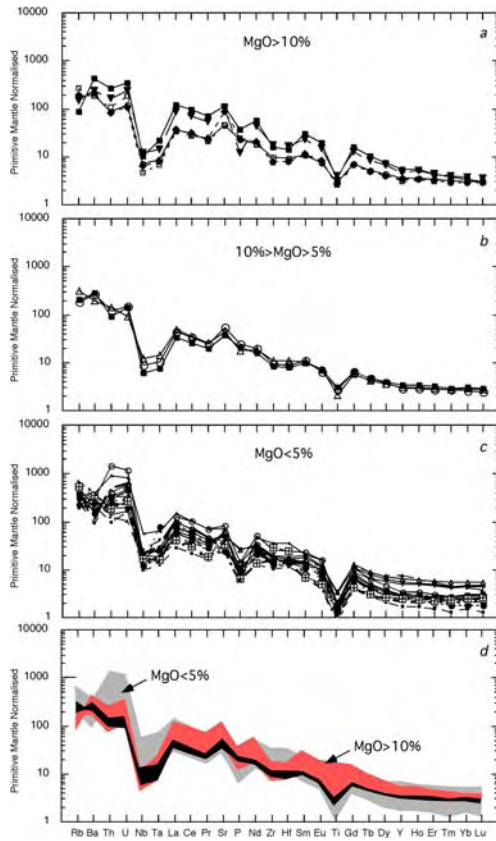 10000
a
MgO>10%
1000
100
10
1
Primitive Mantle Normalised
10000
b
10%>MgO>5%
1000
100
10
1
Primitive Mantle Normalised
10000
c
MgO<5%
1000
100
10
1
Primitive Mantle Normalised
10000
d
MgO<5%
1000
100
MgO>10%
10
1
Primitive Mantle Normalised
Rb Ba Th U Nb Ta La Ce Pr Sr P Nd Zr Hf Sm Eu Ti Gd Tb Dy Y Ho Er Tm Yb Lu